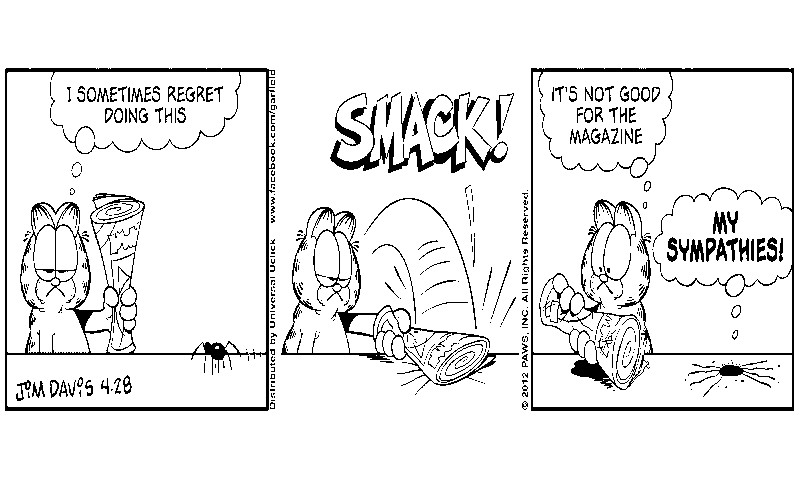 I SOMETIMES REGRET
DOING THIS
JIM DAVIS 4·28
Distributed by Universal Uclick www.facebook.com/garfield
SMACK!
© 2012 PAWS, INC. All Rights Reserved.
IT'S NOT GOOD
FOR THE
MAGAZINE
MY
SYMPATHIES!